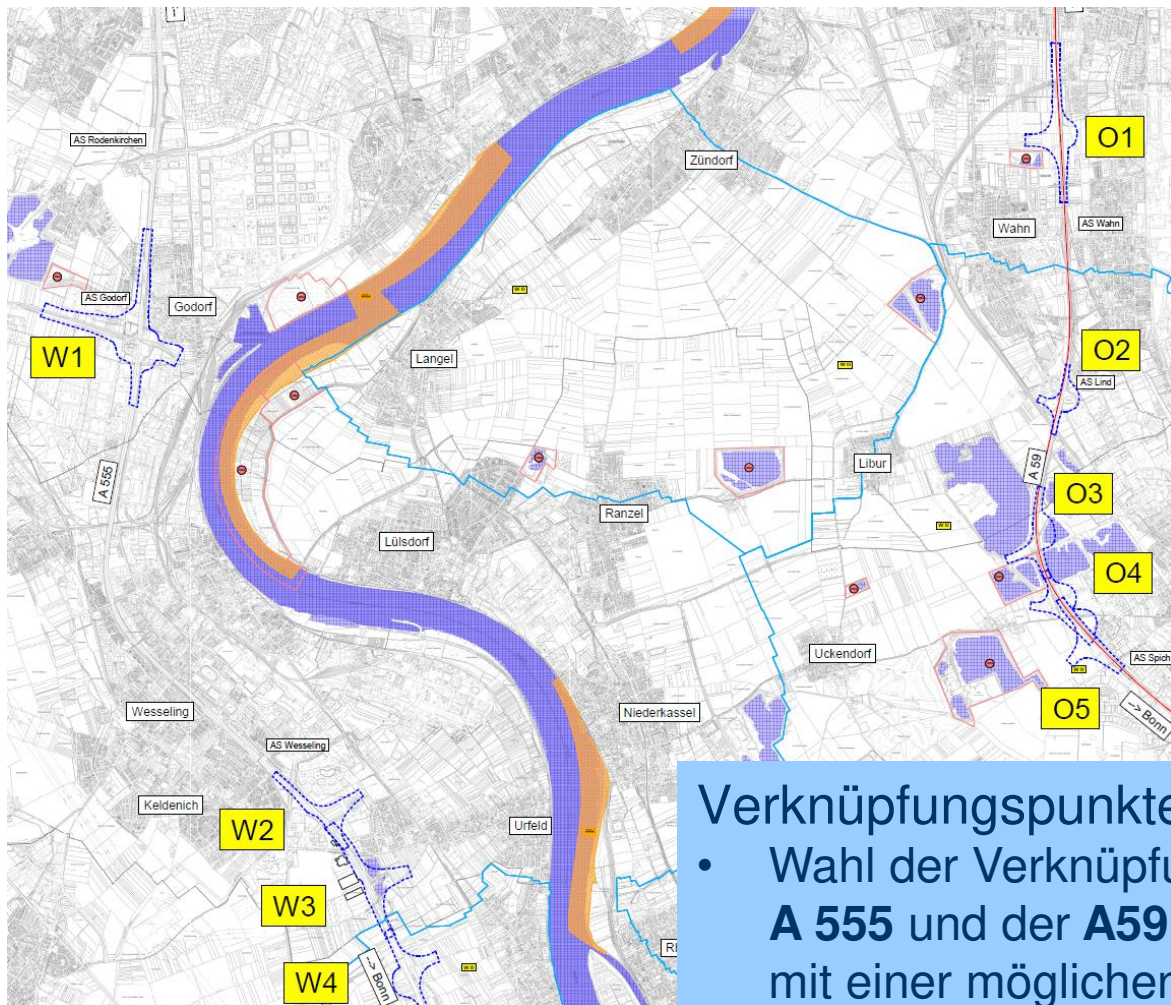 AS Rodenkirchen
Zündorf
O1
Wahn
AS Wahn
AS Godorf
Godorf
W1
Langel
O2
AS Lind
A 555
Libur
A 59
O3
Ranzel
Lülsdorf
O4
Uckendorf
AS Spich
Wesseling
Niederkassel
O5
--> Bonn
AS Wesseling
Keldenich
W2
Urfeld
W3
W4
--> Bonn
Verknüpfungspunkte
• Wahl der Verknüpfu
A 555 und der A59
mit einer möglichen